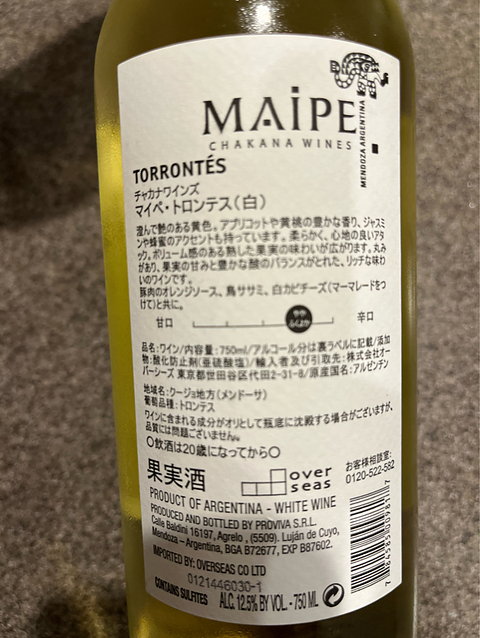 MAIPE
CHAKANA WINES
MENDOZA ARGENTINA
TORRONTÉS
チャカナワインズ
マイペ・トロンテス(白)
澄んで艶のある黄色。アプリコットや黄桃の豊かな香り、ジャスミ
ンや蜂蜜のアクセントも持っています。柔らかく、心地の良いアタ
ック。ボリューム感のある熟した果実の味わいが広がります。丸み
があり、果実の甘みと豊かな酸のバランスがとれた、リッチな味わ
いのワインです。
豚肉のオレンジソース、鳥ササミ、白カビチーズ(マーマレードをつ
けて)と共に。
甘口 やや ふくよか 辛口
品名:ワイン/内容量:750ml/アルコール分は裏ラベルに記載/添加
物:酸化防止剤(亜硫酸塩)/輸入者及び引取先:株式会社オー
バーシーズ 東京都世田谷区代田2-31-8/原産国名:アルゼンチン
地域名:クージョ地方(メンドーサ)
葡萄品種:トロンテス
ワインに含まれる成分がオリとして瓶底に沈殿する場合がございますが、
品質には問題ございません。
○飲酒は20歳になってから○
果実酒
over
seas
お客様相談室:
0120-522-582
PRODUCT OF ARGENTINA - WHITE WINE
PRODUCED AND BOTTLED BY PROVIVA S.R.L.
Calle Baldini 16197, Agrelo , (5509). Luján de Cuyo,
Mendoza – Argentina, BGA B72677, EXP B87602.
IMPORTED BY: OVERSEAS CO LTD
0121446030-1
CONTAINS SULFITES ALC. 12.5% BY VOL. - 750 ML